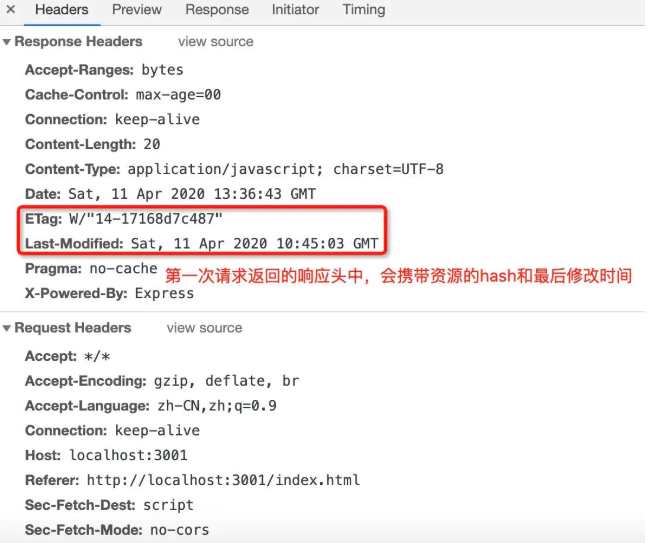 × Headers Preview Response Initiator Timing
▼Response Headers view source
Accept-Ranges: bytes
Cache-Control: max-age=00
Connection: keep-alive
Content-Length: 20
Content-Type: application/javascript; charset=UTF-8
Date: Sat, 11 Apr 2020 13:36:43 GMT
ETag: W/"14-17168d7c487"
Last-Modified: Sat, 11 Apr 2020 10:45:03 GMT
Pragma: no-cache
第一次请求返回的响应头中，会携带资源的hash和最后修改时间
X-Powered-By: Express
▼Request Headers view source
Accept: */*
Accept-Encoding: gzip, deflate, br
Accept-Language: zh-CN,zh;q=0.9
Connection: keep-alive
Host: localhost:3001
Referer: http://localhost:3001/index.html
Sec-Fetch-Dest: script
Sec-Fetch-Mode: no-cors